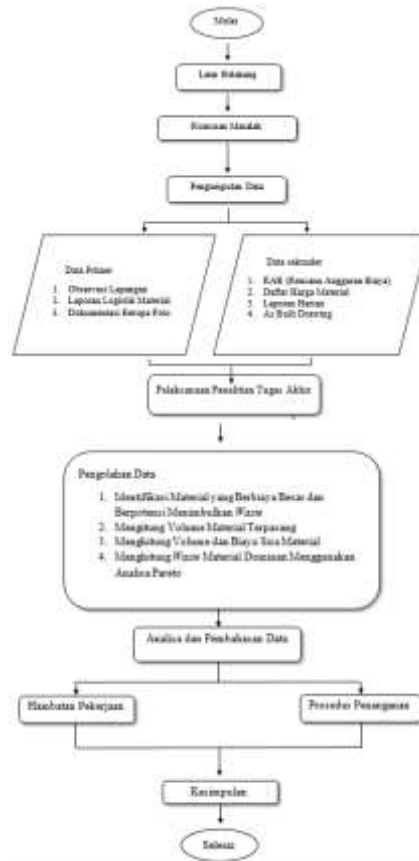 Mulai
Latar Belakang
Rumusan Masalah
Pengumpulan Data
Data Primer
1. Observasi Lapangan
2. Laporan Logistik Material
3. Dokumentasi Berupa Foto
Data sekunder
1. RAB (Rencana Anggaran Biaya)
2. Daftar Harga Material
3. Laporan Harian
4. As Built Drawing
Pelaksanaan Penelitian Tugas Akhir
Pengolahan Data
1. Identifikasi Material yang Berbiaya Besar dan
Berpotensi Menimbulkan Waste
2. Menghitung Volume Material Terpasang
3. Menghitung Volume dan Biaya Sisa Material
4. Menghitung Waste Material Dominan Menggunakan
Analisa Pareto
Analisa dan Pembahasan Data
Hambatan Pekerjaan
Prosedur Penanganan
Kesimpulan
Selesai